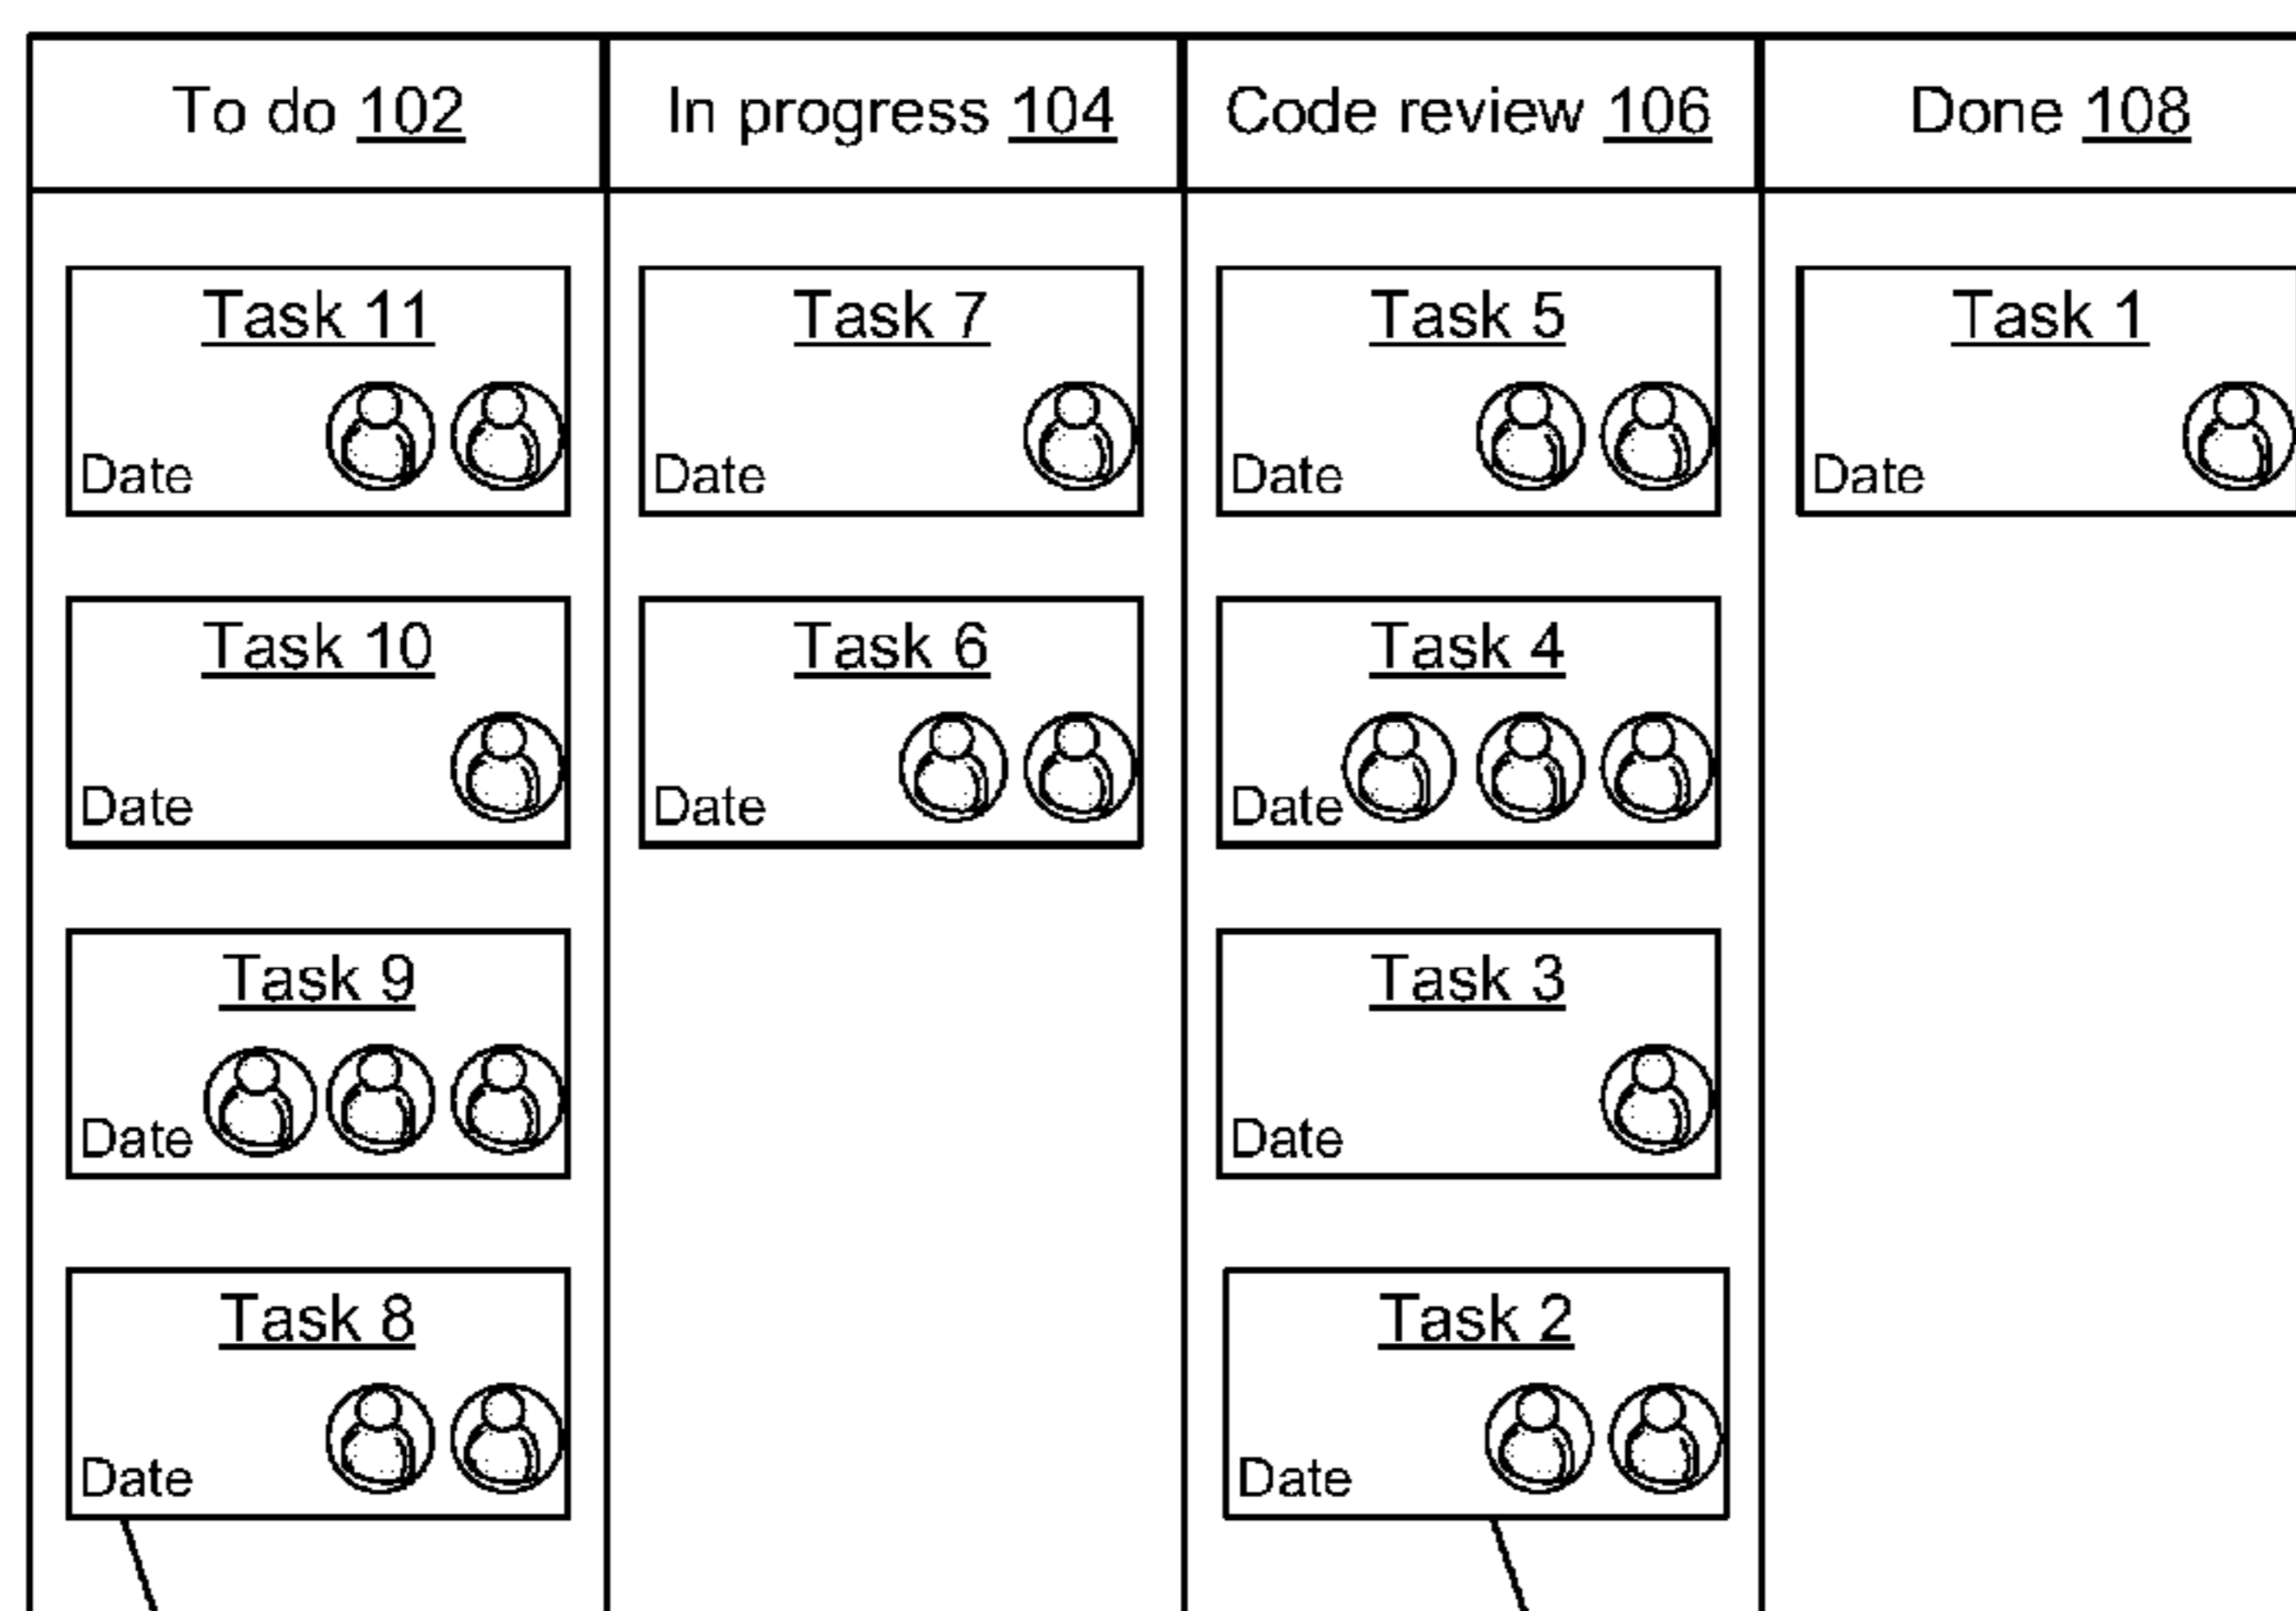 To do 102
In progress 104
Code review 106
Done 108
Task 11
Date
Task 10
Date
Task 9
Date
Task 8
Date
Task 7
Date
Task 6
Date
Task 5
Date
Task 4
Date
Task 3
Date
Task 2
Date
Task 1
Date